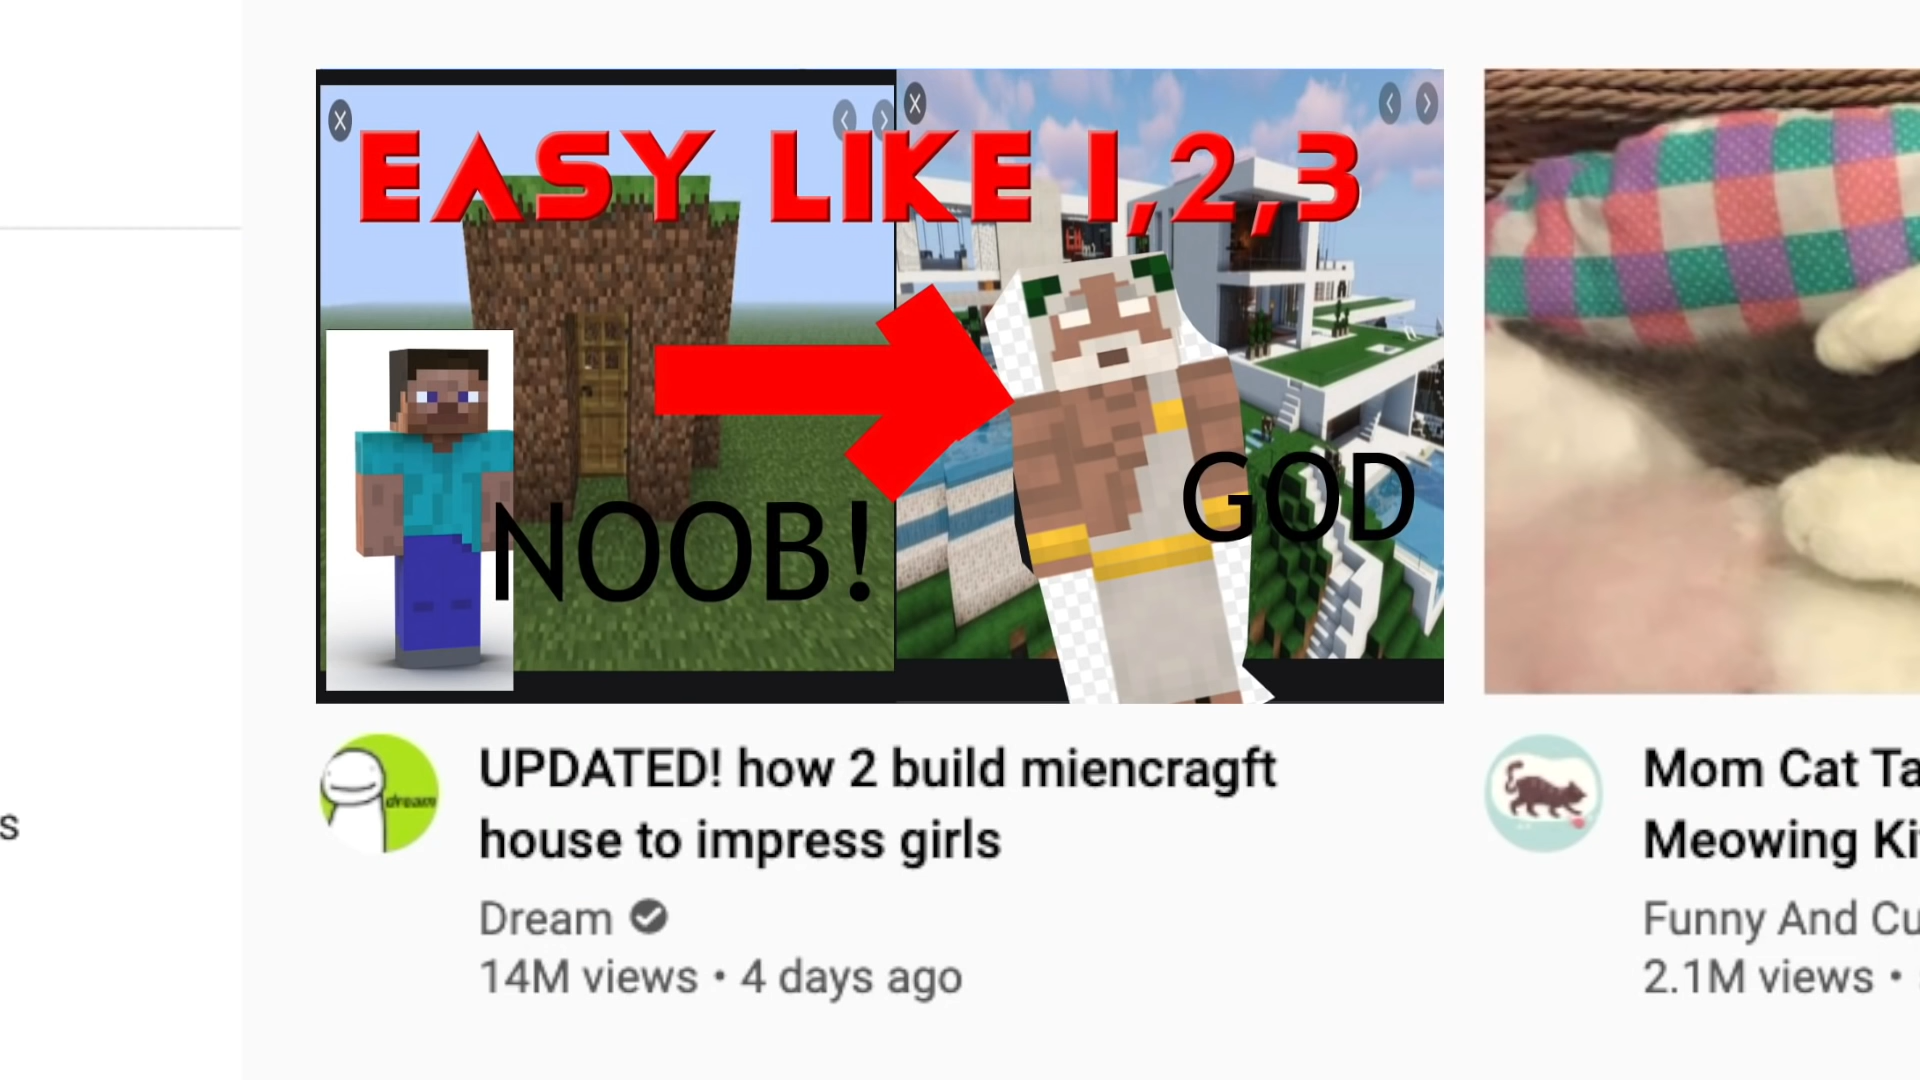 EASY LIKE 1,2,3
NOOB!
GOD
dream
UPDATED! how 2 build miencragft
house to impress girls
Dream
14M views • 4 days ago
Mom Cat Ta
Meowing Ki
Funny And Cu
2.1M views •
s